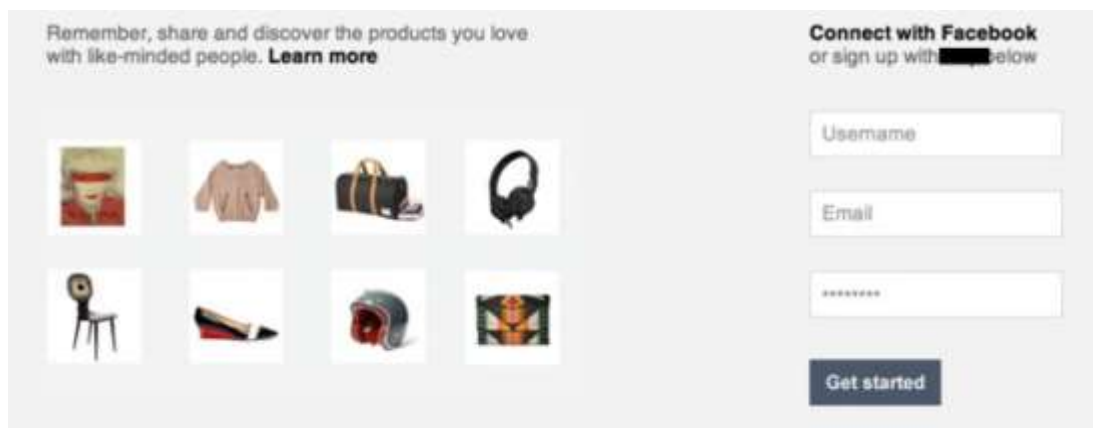 Remember, share and discover the products you love
with like-minded people. Learn more
Connect with Facebook
or sign up with below
Username
Email
********
Get started